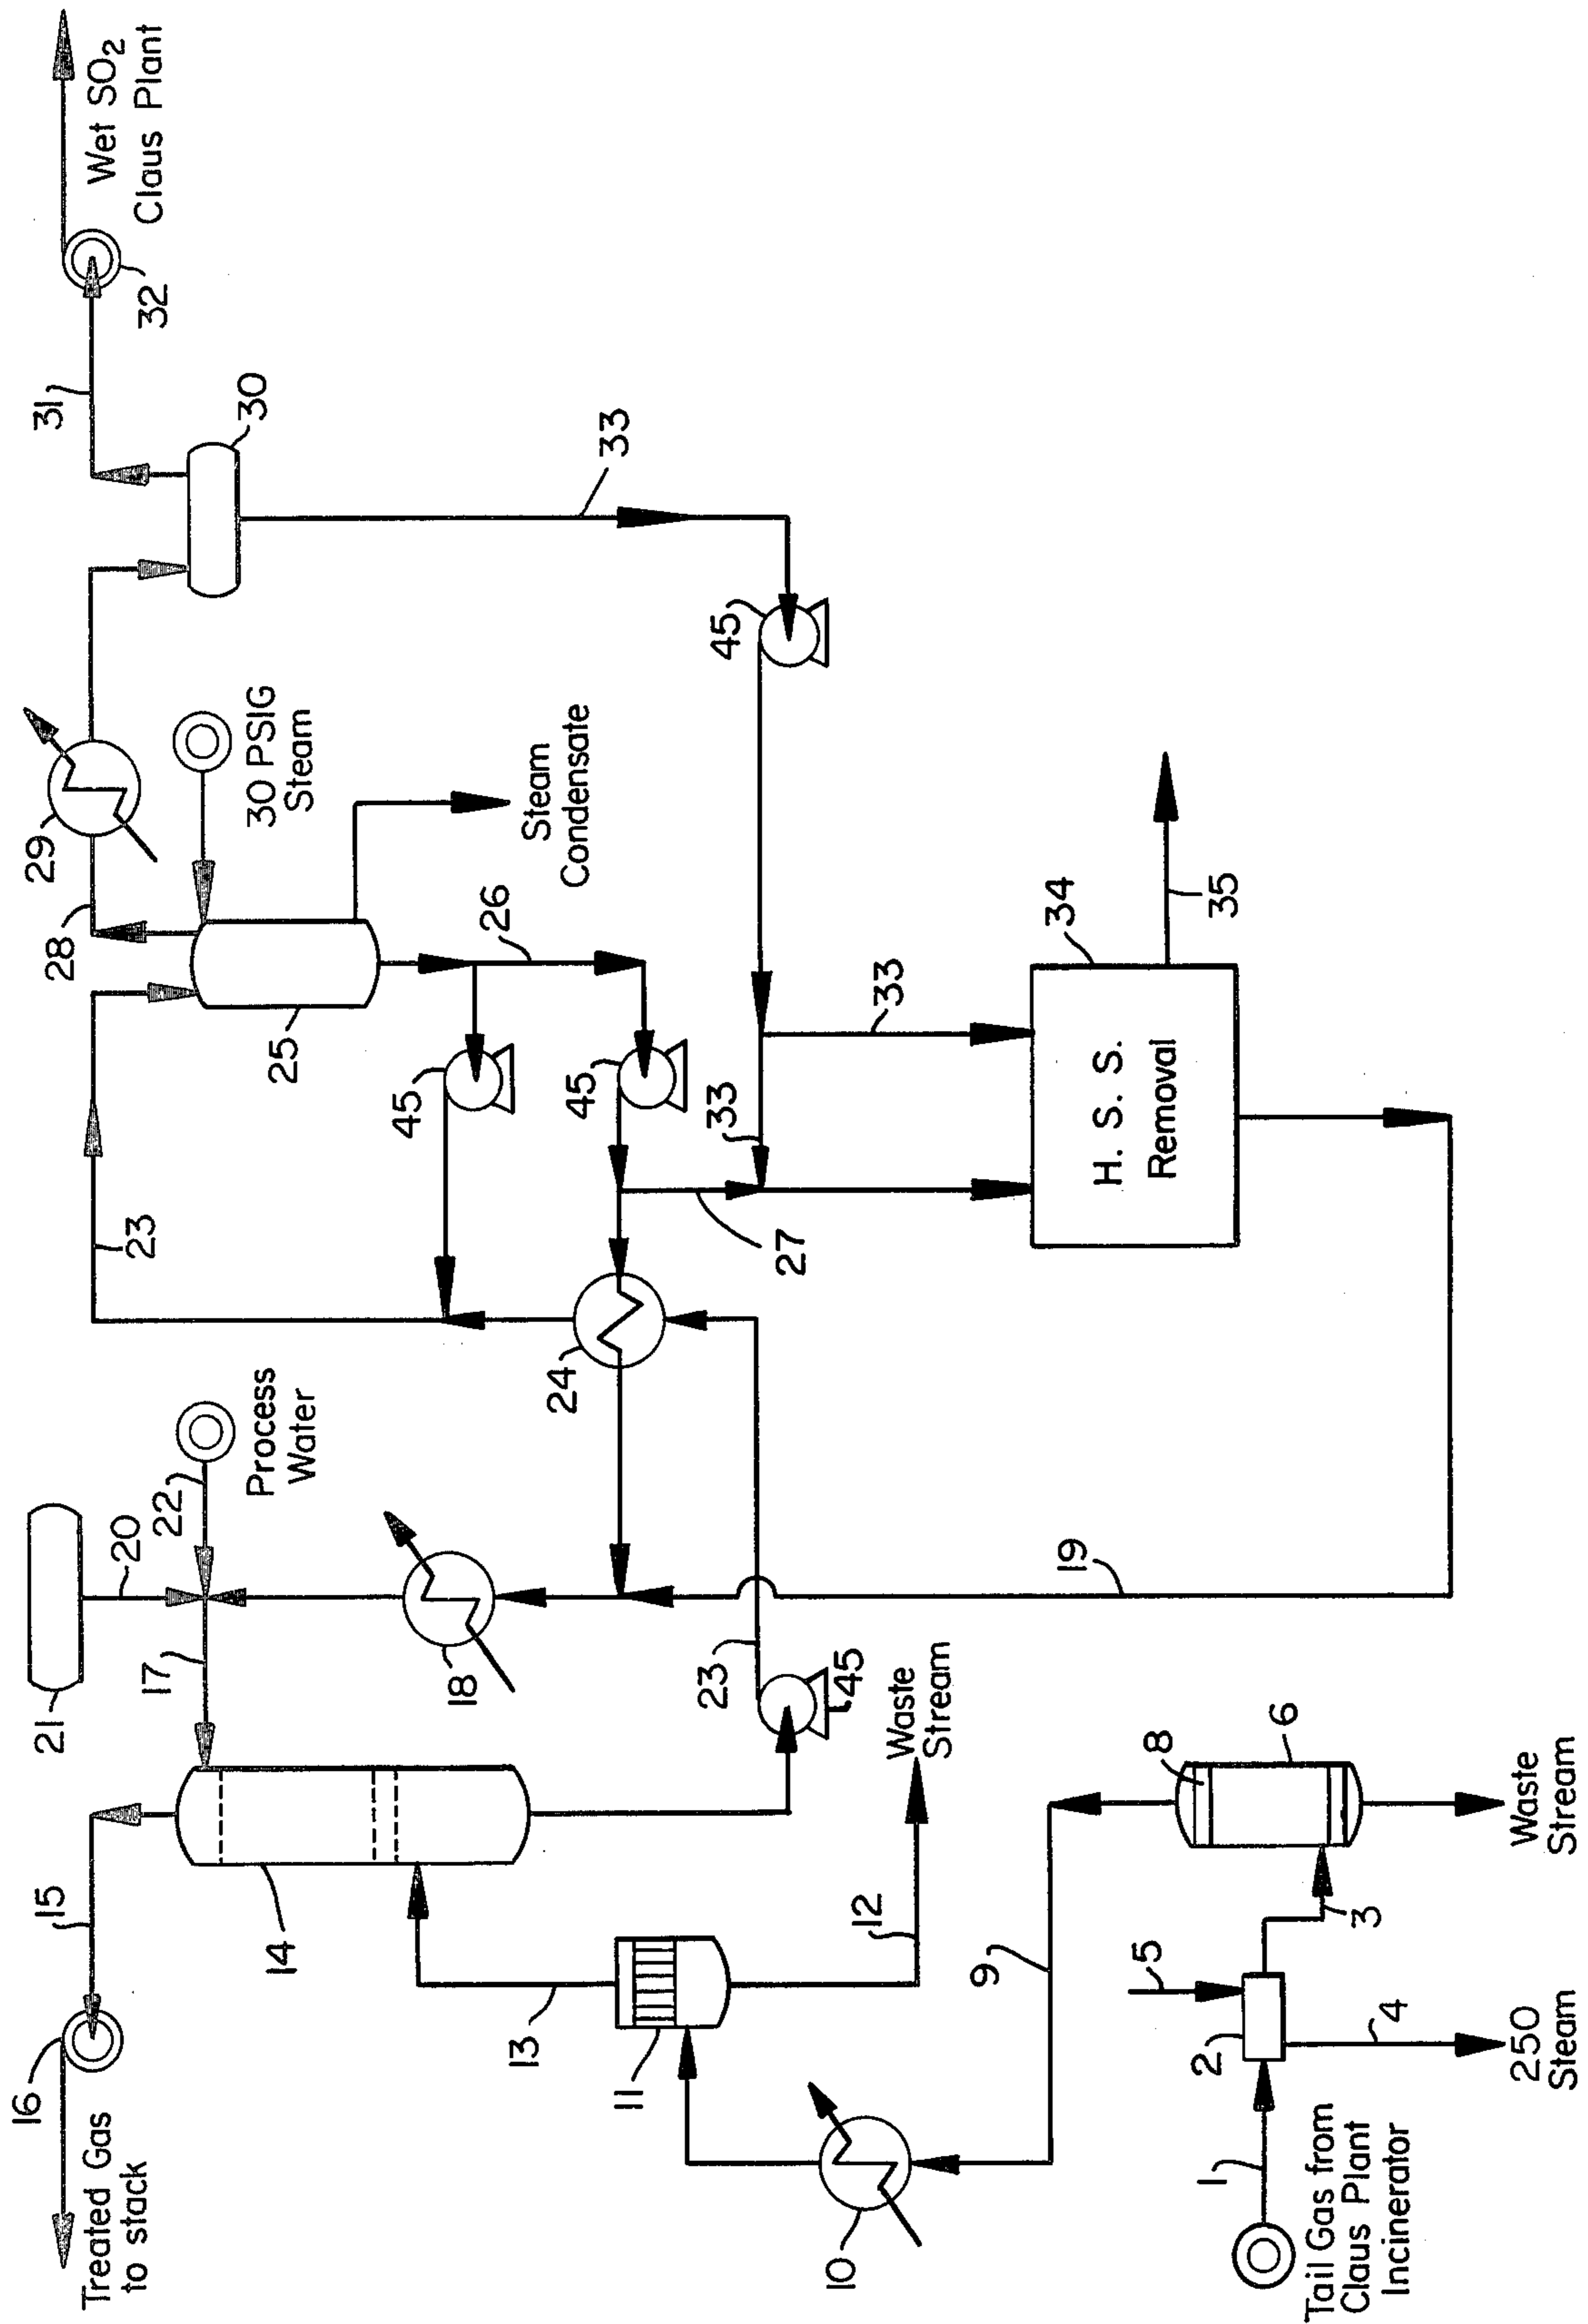 16
21
29
31
15
28
Treated Gas
to stack
Wet SO₂
Claus Plant
20
23
32
17
22
30
Process
Water
30 PSIG
Steam
14
25
45
18
26
13
Steam
Condensate
24
45
33
11
23
33
45
27
10
45
12
33
Waste
Stream
9
19
34
H. S. S.
Removal
5
8
2
1
35
6
Tail Gas from
Claus Plant
Incinerator
3
4
250
Steam
Waste
Stream